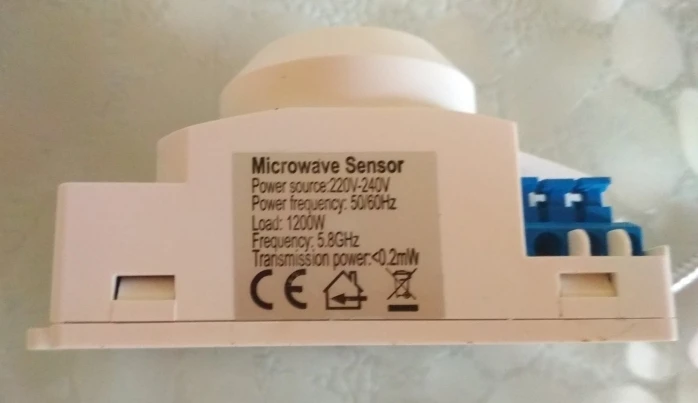 Microwave Sensor
Power source:220V-240V
Power frequency: 50/60Hz
Load: 1200W
Frequency: 5.8GHz
Transmission power:<0.2mW
CE